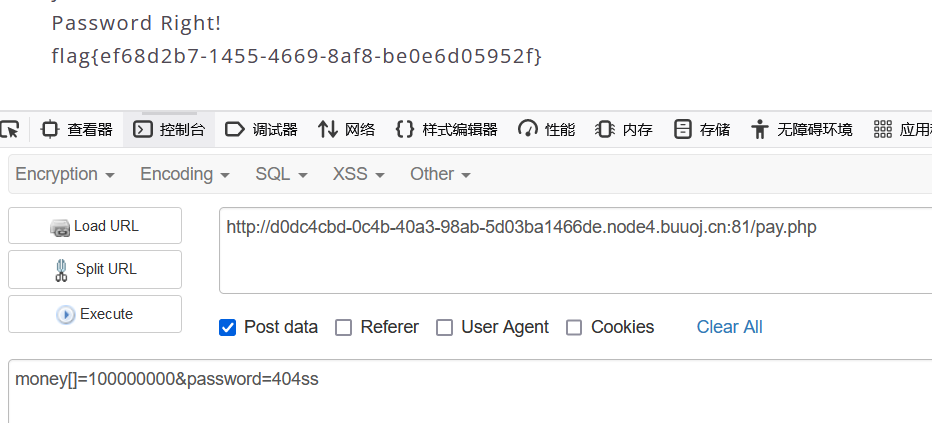 Password Right!
flag{ef68d2b7-1455-4669-8af8-be0e6d05952f}
查看器 控制台 调试器 网络 样式编辑器 性能 内存 存储 无障碍环境 应用
Encryption Encoding SQL XSS Other
Load URL
http://d0dc4cbd-0c4b-40a3-98ab-5d03ba1466de.node4.buuoj.cn:81/pay.php
Split URL
Execute
Post data Referer User Agent Cookies Clear All
money[]=100000000&password=404ss